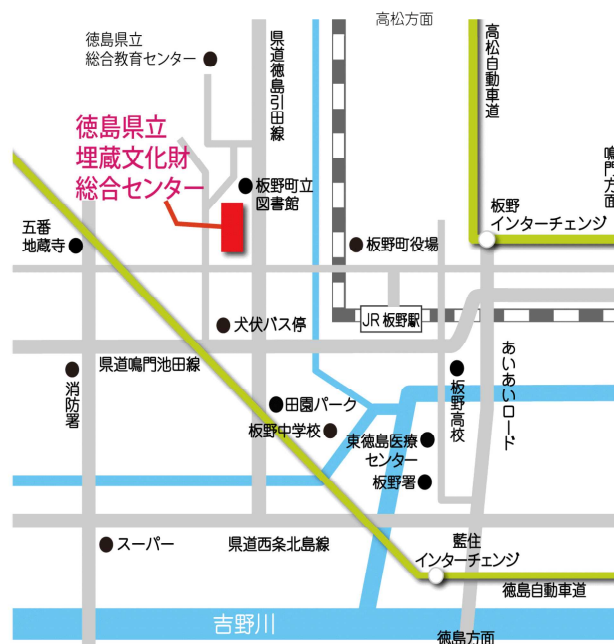 高松方面
徳島県立
総合教育センター
県道徳島引田線
高松自動車道
徳島県立
埋蔵文化財
総合センター
鳴門方面
板野町立
図書館
板野
インターチェンジ
五番
地蔵寺
板野町役場
JR板野駅
犬伏バス停
県道鳴門池田線
あいあいロード
消防署
田園パーク
板野高校
板野中学校
東徳島医療
センター
板野署
スーパー
県道西条北島線
藍住
インターチェンジ
徳島自動車道
吉野川
徳島方面